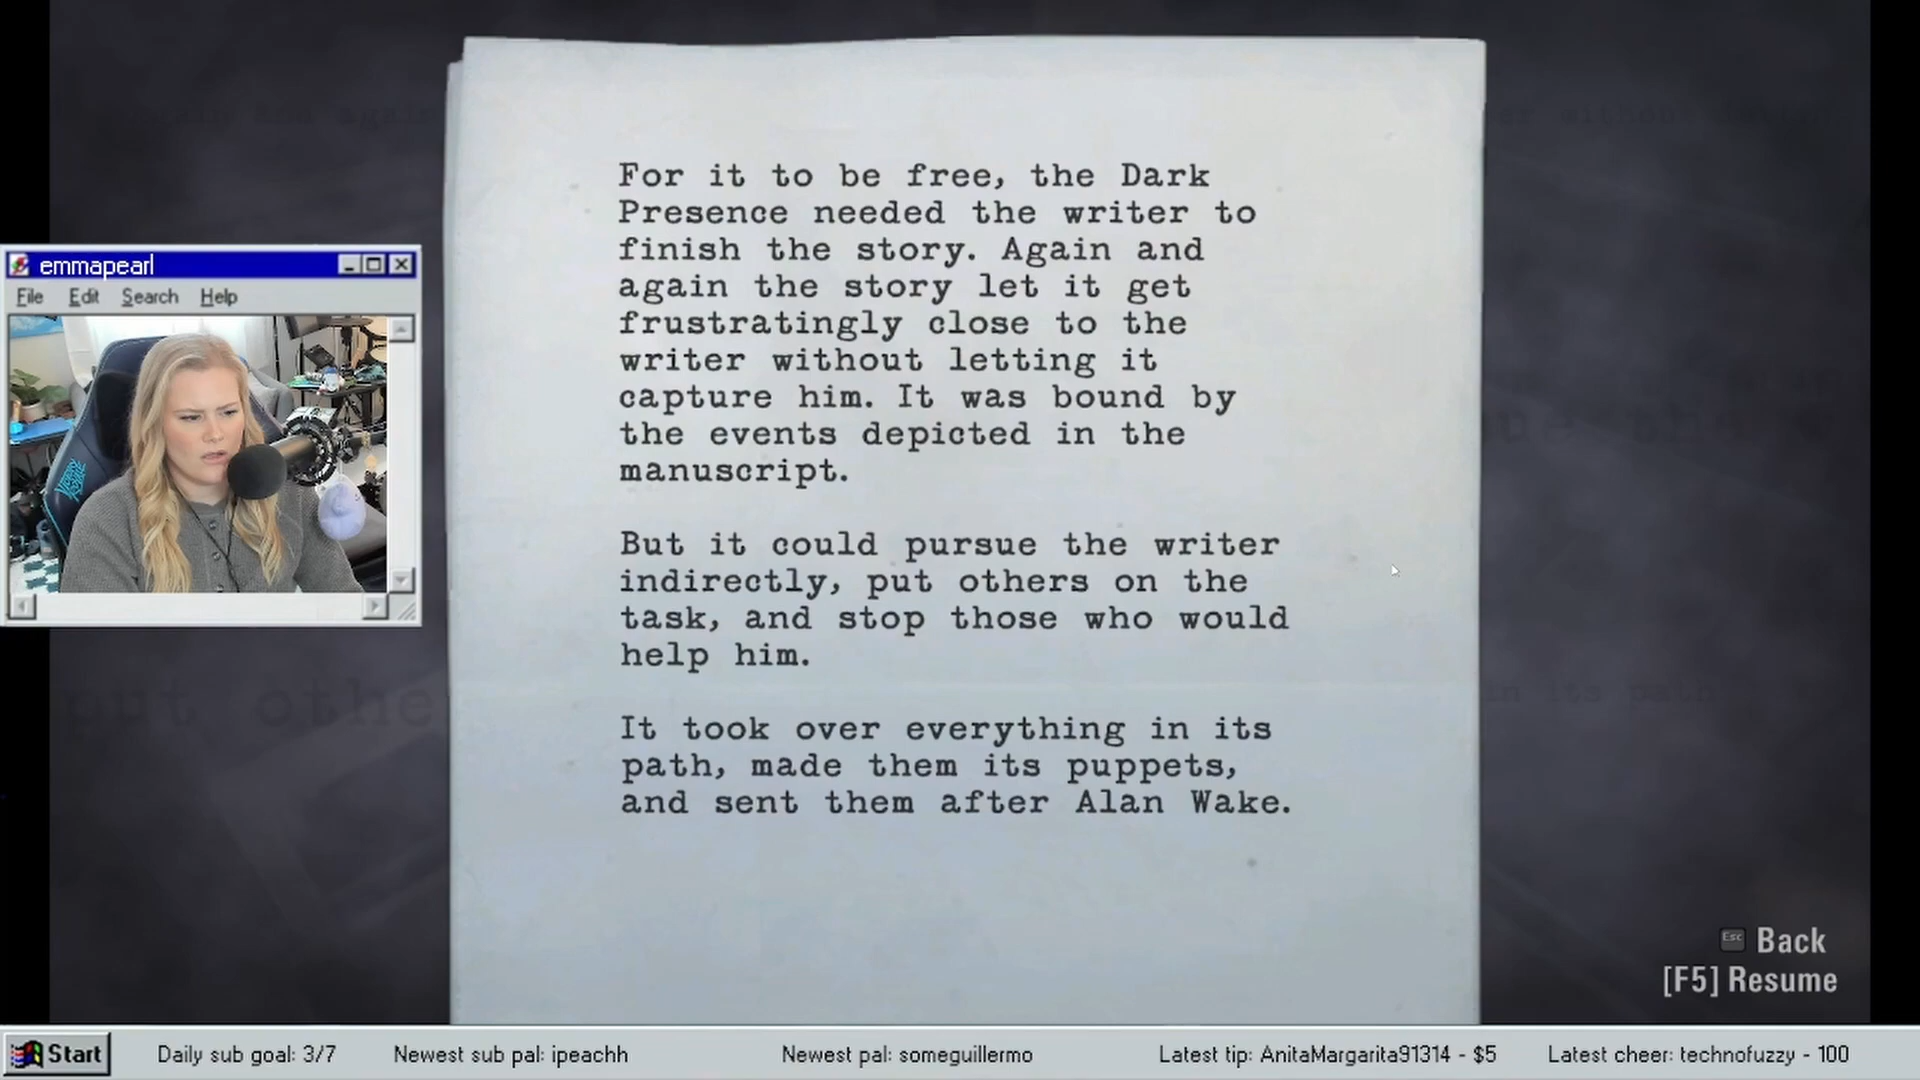 For it to be free, the Dark
Presence needed the writer to
finish the story. Again and
again the story let it get
frustratingly close to the
writer without letting it
capture him. It was bound by
the events depicted in the
manuscript.
But it could pursue the writer
indirectly, put others on the
task, and stop those who would
help him.
It took over everything in its
path, made them its puppets,
and sent them after Alan Wake.
emmapearl
File Edit Search Help
put othe
Esc Back
[F5] Resume
Start Daily sub goal: 3/7 Newest sub pal: ipeachh Newest pal: someguillermo Latest tip: AnitaMargarita91314 - $5 Latest cheer: technofuzzy - 100